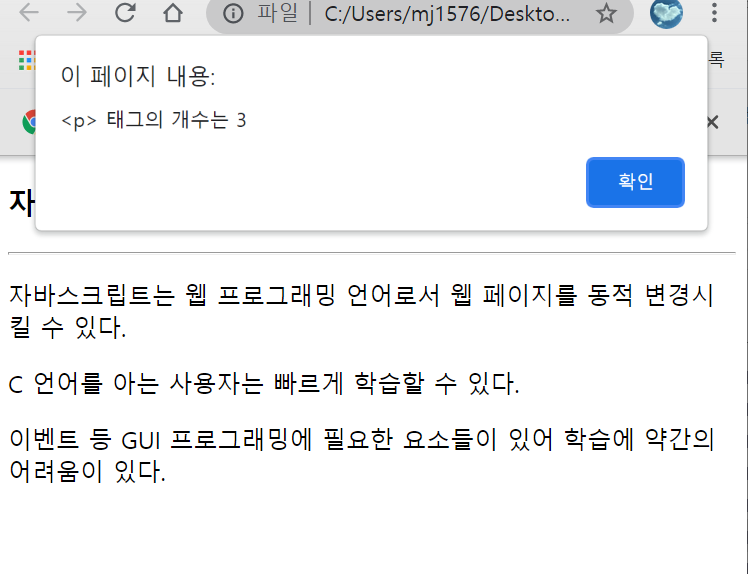 파일 | C:/Users/mj1576/Deskto...
이 페이지 내용:
록
<p> 태그의 개수는 3
확인
자
자바스크립트는 웹 프로그래밍 언어로서 웹 페이지를 동적 변경시
킬 수 있다.
C 언어를 아는 사용자는 빠르게 학습할 수 있다.
이벤트 등 GUI 프로그래밍에 필요한 요소들이 있어 학습에 약간의
어려움이 있다.